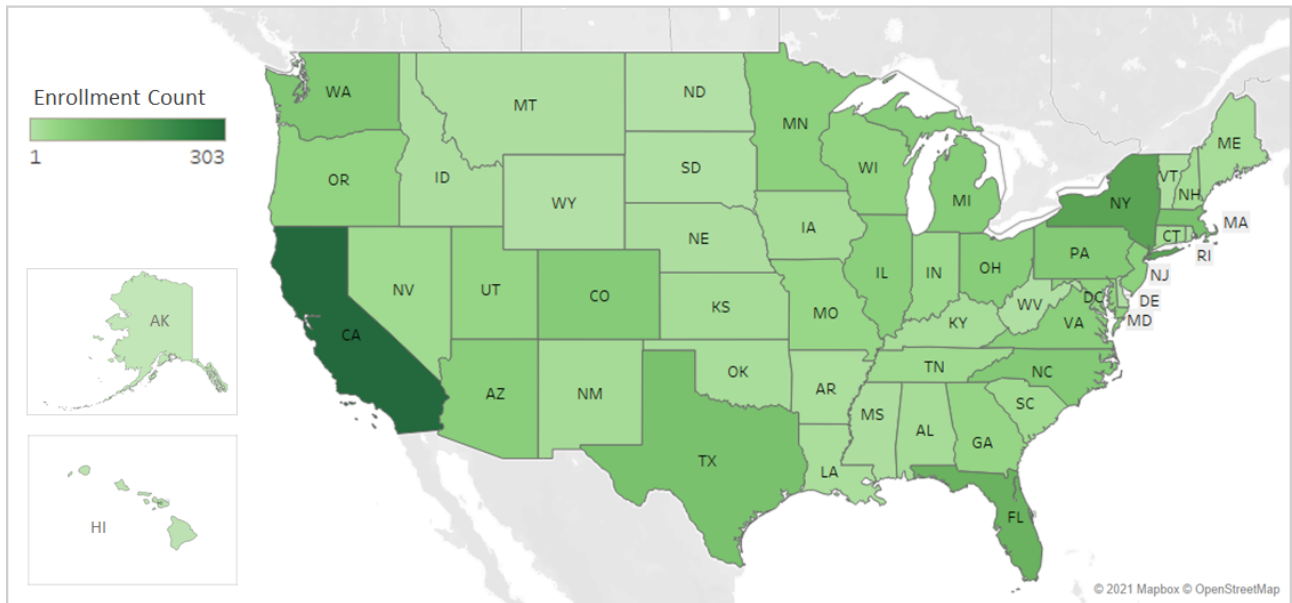 Enrollment Count
1 303
WA
MT
ND
MN
ME
OR
ID
SD
WI
MI
VT
NH
NY
WY
MA
NE
IA
CT
RI
PA
NV
UT
CO
KS
MO
IL
IN
OH
NJ
DE
DC
MD
WV
VA
KY
CA
AK
AZ
NM
OK
AR
TN
NC
SC
TX
LA
MS
AL
GA
FL
HI
© 2021 Mapbox © OpenStreetMap